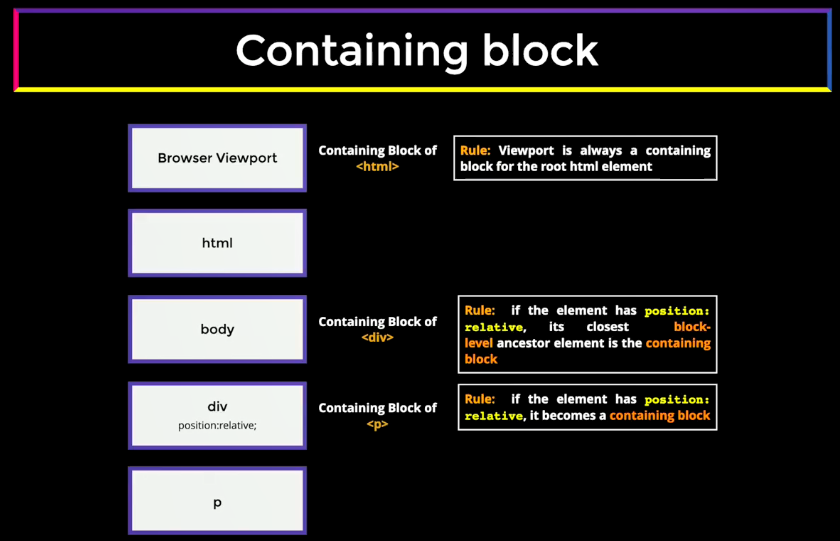 Containing block
Browser Viewport
Containing Block of
<html>
Rule: Viewport is always a containing
block for the root html element
html
body
Containing Block of
<div>
Rule: if the element has position:
relative, its closest block-
level ancestor element is the containing
block
div
position:relative;
Containing Block of
<p>
Rule: if the element has position:
relative, it becomes a containing block
p